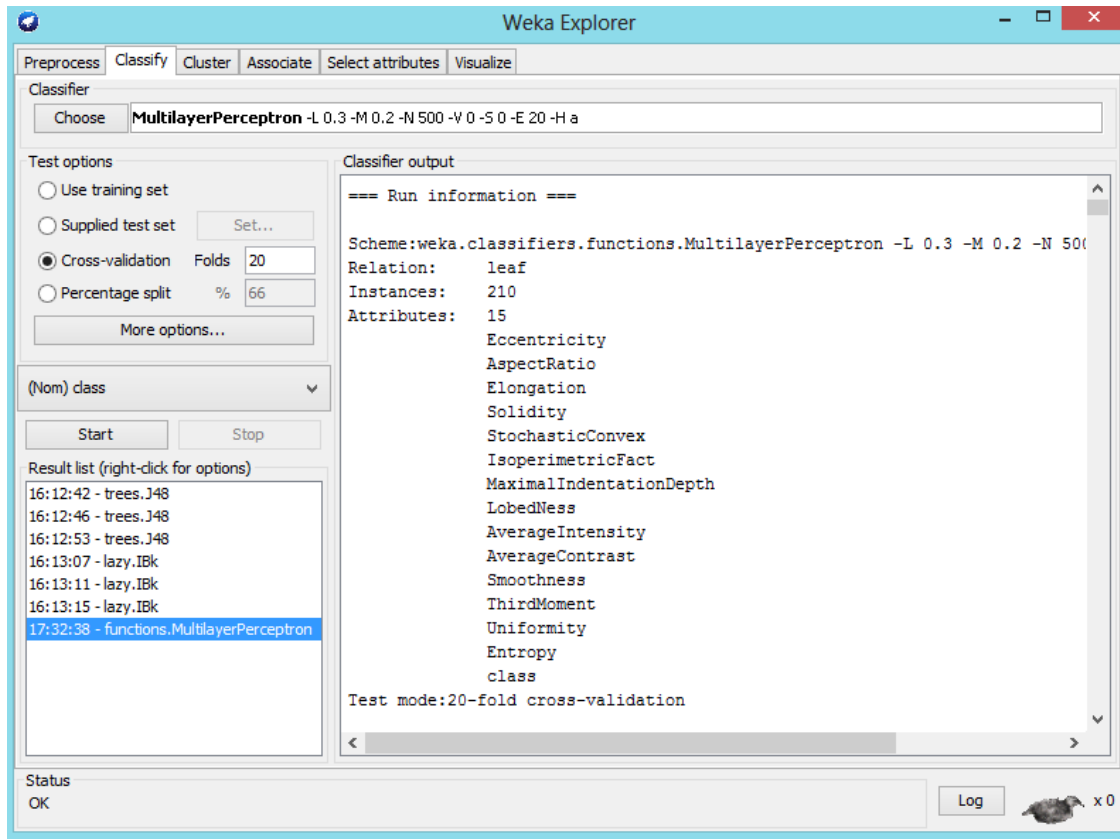 Weka Explorer
Preprocess Classify Cluster Associate Select attributes Visualize
Classifier
Choose MultilayerPerceptron -L 0.3 -M 0.2 -N 500 -V 0 -S 0 -E 20 -H a
Test options
Use training set
Supplied test set Set...
Cross-validation Folds 20
Percentage split % 66
More options...
(Nom) class
Start Stop
Result list (right-click for options)
16:12:42 - trees.J48
16:12:46 - trees.J48
16:12:53 - trees.J48
16:13:07 - lazy.IBk
16:13:11 - lazy.IBk
16:13:15 - lazy.IBk
17:32:38 - functions.MultilayerPerceptron
Classifier output
=== Run information ===
Scheme:weka.classifiers.functions.MultilayerPerceptron -L 0.3 -M 0.2 -N 500
Relation: leaf
Instances: 210
Attributes: 15
Eccentricity
AspectRatio
Elongation
Solidity
StochasticConvex
IsoperimetricFact
MaximalIndentationDepth
LobedNess
AverageIntensity
AverageContrast
Smoothness
ThirdMoment
Uniformity
Entropy
class
Test mode:20-fold cross-validation
Status
OK
Log
x 0